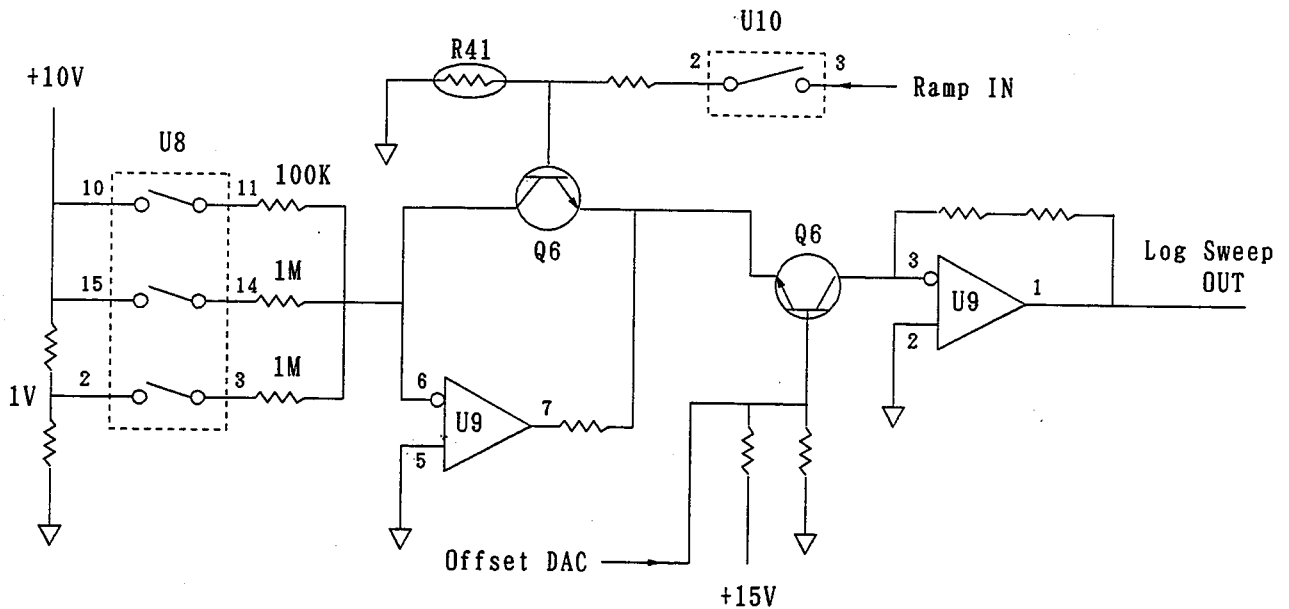 U10
R41
2
3
Ramp IN
+10V
U8
10
11
100K
Q6
15
14
1M
2
3
1M
1V
6
7
U9
5
Q6
3
1
U9
2
Log Sweep
OUT
Offset DAC
+15V